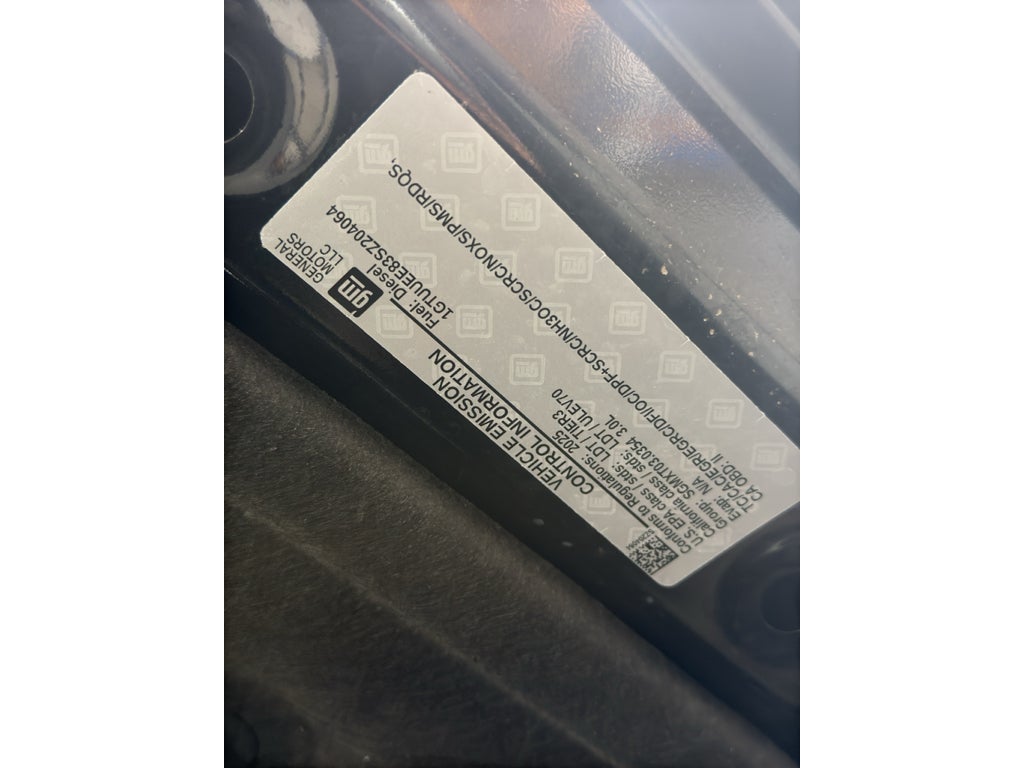 GENERAL
MOTORS
LLC
gm
VEHICLE EMISSION
CONTROL INFORMATION
Fuel: Diesel
1GTUUEE83SZ204064
Conforms to Regulations: 2025
U.S. EPA class / stds: LDT / TIER3
California class / stds: LDT / ULEV70
Group: SGMXT03.0354 3.0L
Evap: N/A
TC/CAC/EGR/EGRC/DFI/OC/DPF+SCRC/NH3OC/SCRC/NOXS/PMS/RDQS,
CA OBD: II
SZ204064